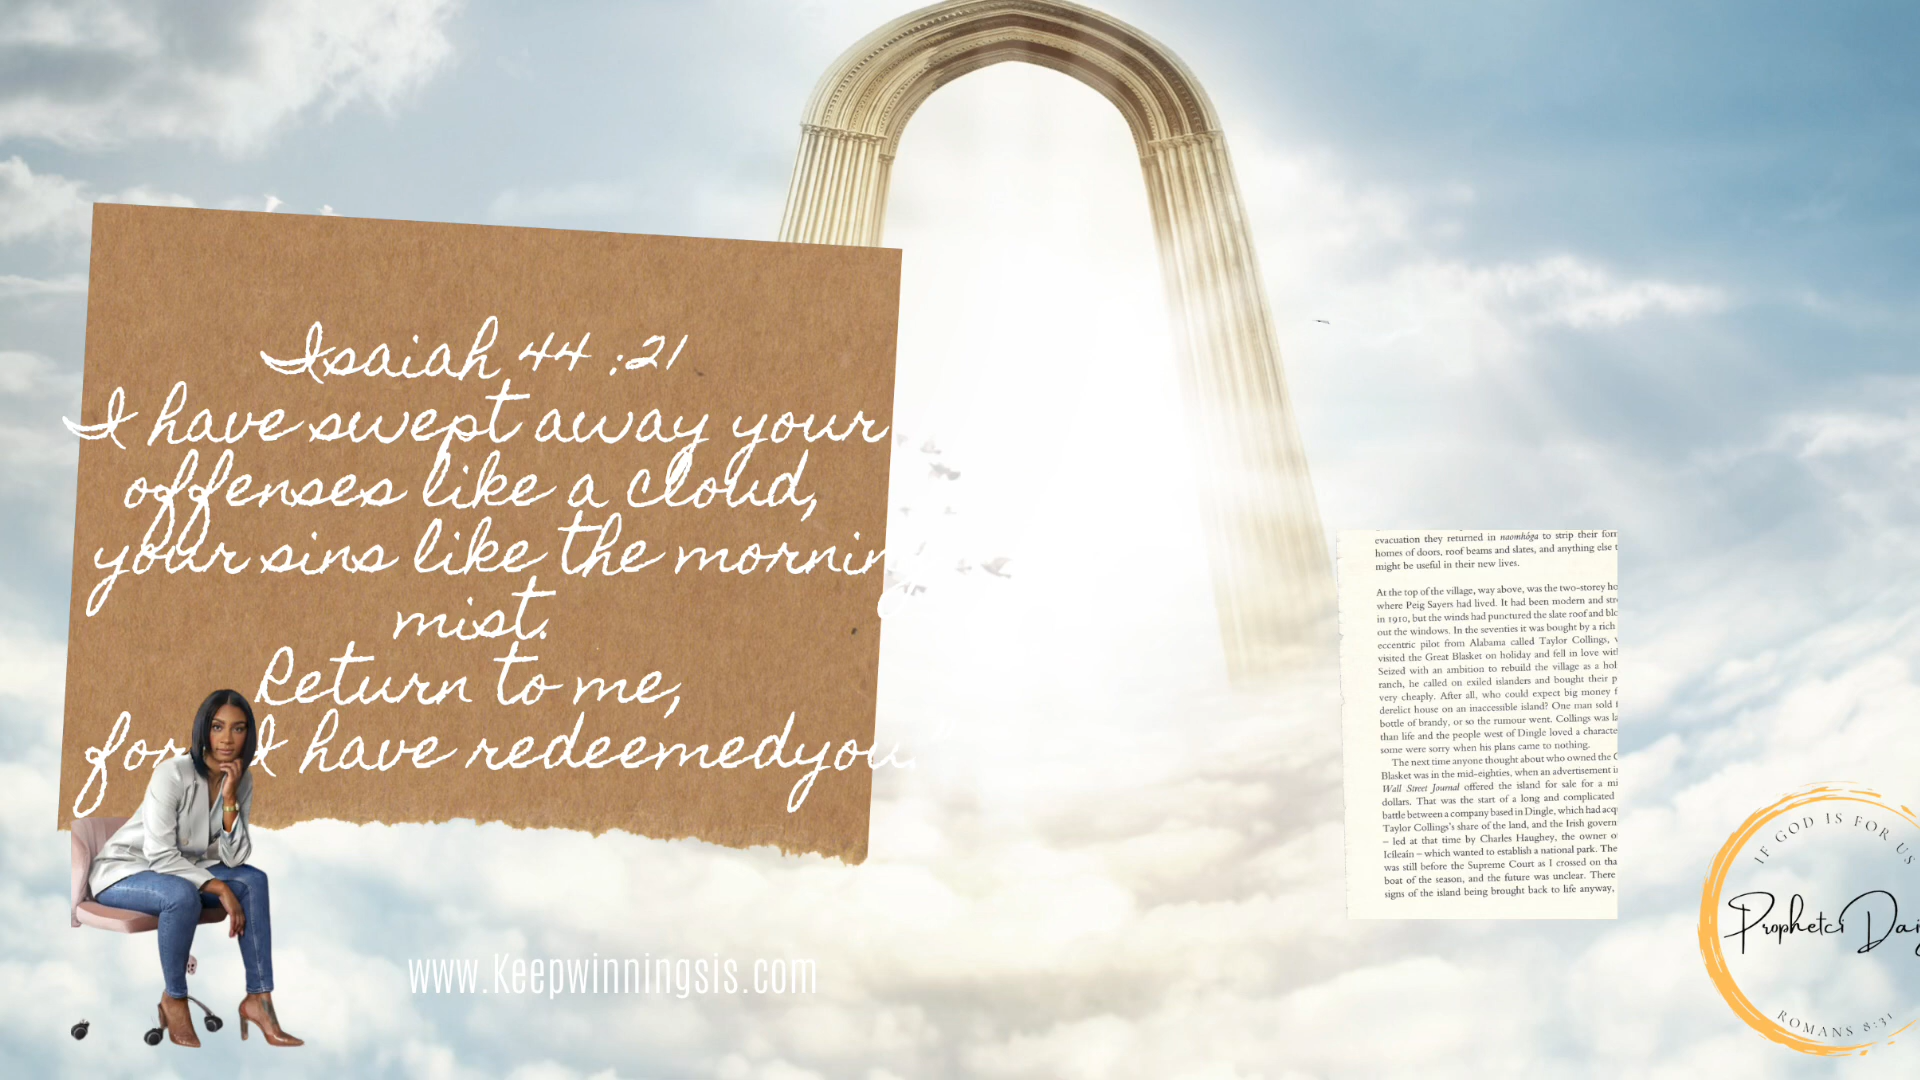 Isaiah 44 :21
I have swept away your
offenses like a cloud,
your sins like the morning
mist.
Return to me,
for I have redeemedyou.
www.Keepwinningsis.com
evacuation they returned in naomhóga to strip their
homes of doors, roof beams and slates, and anything else
might be useful in their new lives.
At the top of the village, way above, was the two-storey
where Peig Sayers had lived. It had been modern and
in 1910, but the winds had punctured the slate roof and
out the windows. In the seventies it was bought by a rich
eccentric pilot from Alabama called Taylor Collings,
visited the Great Blasket on holiday and fell in love
Seized with an ambition to rebuild the village as a
ranch, he called on exiled islanders and bought their
very cheaply. After all, who could expect big money
derelict house on an inaccessible island? One man sold
bottle of brandy, or so the rumour went. Collings was
than life and the people west of Dingle loved a
some were sorry when his plans came to nothing.
The next time anyone thought about who owned the
Blasket was in the mid-eighties, when an advertisement
Wall Street Journal offered the island for sale for a
dollars. That was the start of a long and complicated
battle between a company based in Dingle, which had
Taylor Collings's share of the land, and the Irish
– led at that time by Charles Haughey, the owner
Icíleáin – which wanted to establish a national park. The
was still before the Supreme Court as I crossed on
boat of the season, and the future was unclear. There
signs of the island being brought back to life anyway,
IF GOD IS FOR US
Prophetci
ROMANS 8:31